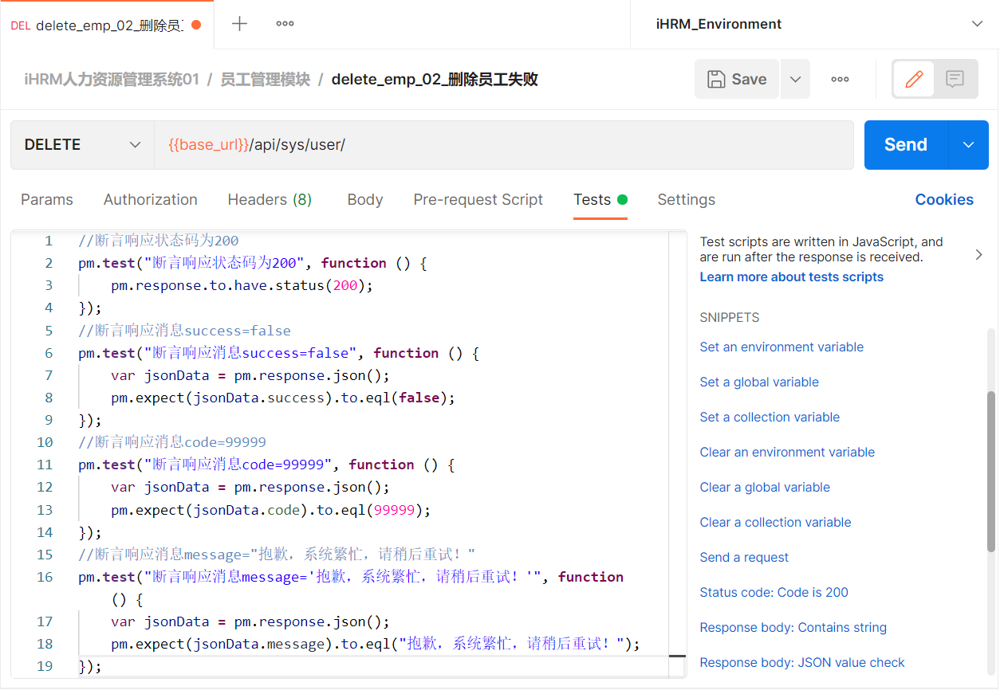 DEL delete_emp_02_删除员
iHRM_Environment
iHRM人力资源管理系统01 / 员工管理模块 / delete_emp_02_删除员工失败
Save
DELETE
{{base_url}}/api/sys/user/
Send
Params Authorization Headers (8) Body Pre-request Script Tests Settings Cookies
1 //断言响应状态码为200
2 pm.test("断言响应状态码为200", function () {
3 pm.response.to.have.status(200);
4 });
5 //断言响应消息success=false
6 pm.test("断言响应消息success=false", function () {
7 var jsonData = pm.response.json();
8 pm.expect(jsonData.success).to.eql(false);
9 });
10 //断言响应消息code=99999
11 pm.test("断言响应消息code=99999", function () {
12 var jsonData = pm.response.json();
13 pm.expect(jsonData.code).to.eql(99999);
14 });
15 //断言响应消息message="抱歉，系统繁忙，请稍后重试！"
16 pm.test("断言响应消息message='抱歉，系统繁忙，请稍后重试！'", function
() {
17 var jsonData = pm.response.json();
18 pm.expect(jsonData.message).to.eql("抱歉，系统繁忙，请稍后重试！");
19 });
Test scripts are written in JavaScript, and
are run after the response is received.
Learn more about tests scripts
SNIPPETS
Set an environment variable
Set a global variable
Set a collection variable
Clear an environment variable
Clear a global variable
Clear a collection variable
Send a request
Status code: Code is 200
Response body: Contains string
Response body: JSON value check